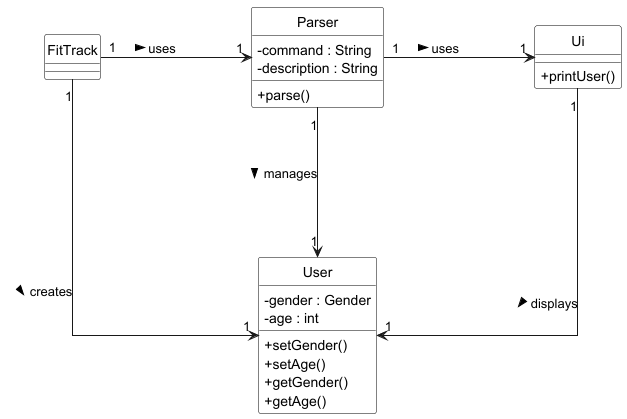 Parser
-command : String
-description : String
+parse()
FitTrack
1 uses 1
1 uses 1
Ui
+printUser()
1
1
1
manages
1
creates
displays
User
-gender : Gender
-age : int
+setGender()
+setAge()
+getGender()
+getAge()
1
1